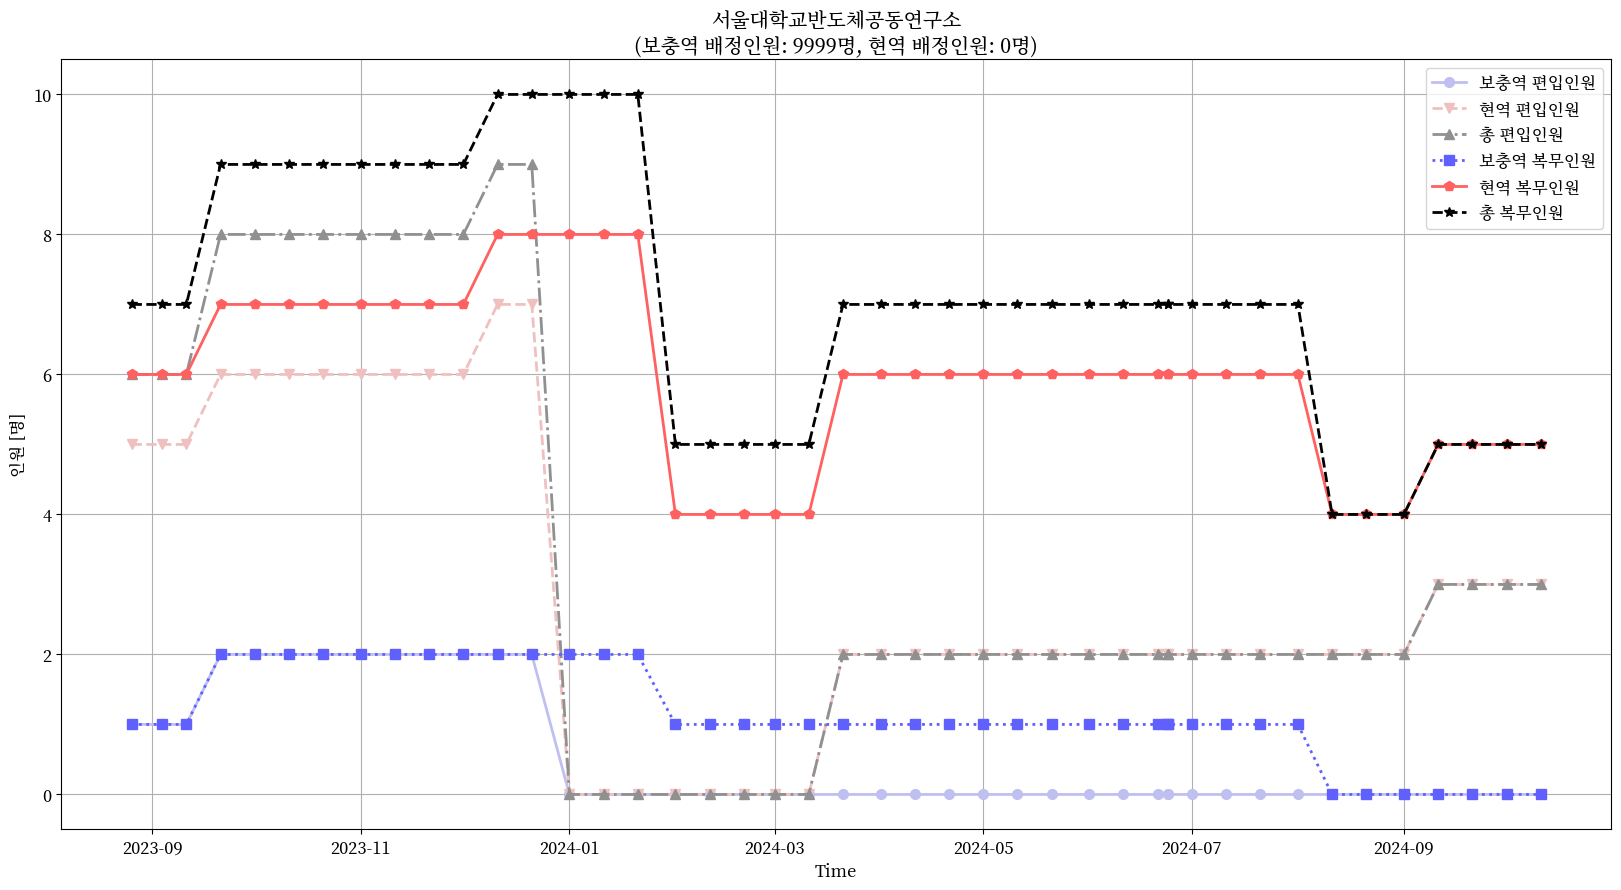 서울대학교반도체공동연구소
(보충역 배정인원: 9999명, 현역 배정인원: 0명)
보충역 편입인원
현역 편입인원
총 편입인원
보충역 복무인원
현역 복무인원
총 복무인원
인원 [명]
10
8
6
4
2
0
2023-09
2023-11
2024-01
2024-03
2024-05
2024-07
2024-09
Time